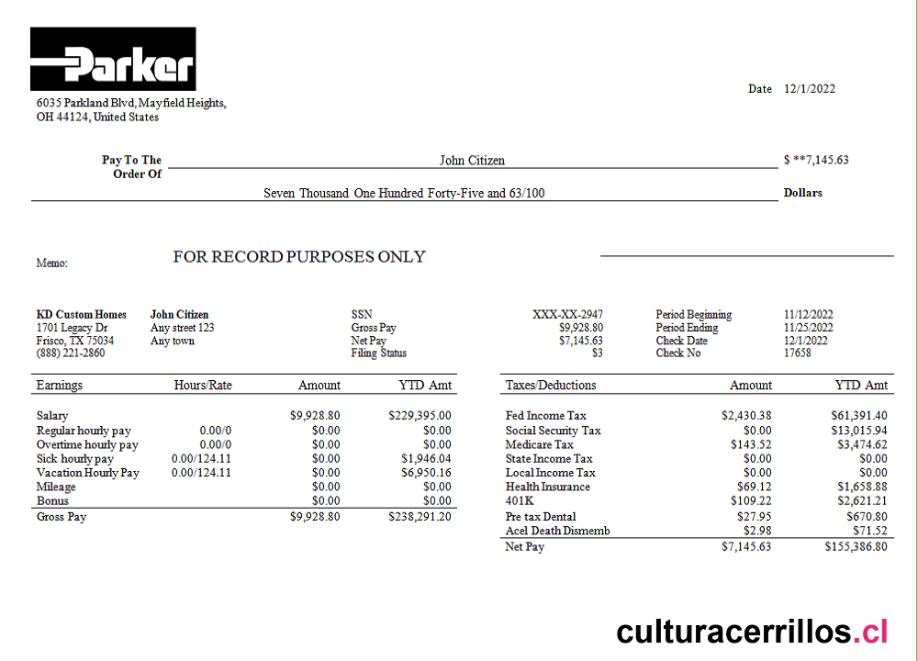 Parker
6035 Parkland Blvd, Mayfield Heights,
OH 44124, United States
Date 12/1/2022
Pay To The
Order Of John Citizen $ **7,145.63
Seven Thousand One Hundred Forty-Five and 63/100 Dollars
Memo: FOR RECORD PURPOSES ONLY
KD Custom Homes John Citizen SSN XXX-XX-2947 Period Beginning 11/12/2022
1701 Legacy Dr Any street 123 Gross Pay $9,928.80 Period Ending 11/25/2022
Frisco, TX 75034 Any town Net Pay $7,145.63 Check Date 12/1/2022
(888) 221-2860 Filing Status $3 Check No 17658
Earnings Hours/Rate Amount YTD Amt Taxes/Deductions Amount YTD Amt
Salary $9,928.80 $229,395.00 Fed Income Tax $2,430.38 $61,391.40
Regular hourly pay 0.00/0 $0.00 $0.00 Social Security Tax $0.00 $13,015.94
Overtime hourly pay 0.00/0 $0.00 $0.00 Medicare Tax $143.52 $3,474.62
Sick hourly pay 0.00/124.11 $0.00 $1,946.04 State Income Tax $0.00 $0.00
Vacation Hourly Pay 0.00/124.11 $0.00 $6,950.16 Local Income Tax $0.00 $0.00
Mileage $0.00 $0.00 Health Insurance $69.12 $1,658.88
Bonus $0.00 $0.00 401K $109.22 $2,621.21
Gross Pay $9,928.80 $238,291.20 Pre tax Dental $27.95 $670.80
Acel Death Dismemb $2.98 $71.52
Net Pay $7,145.63 $155,386.80
culturacerrillos.cl